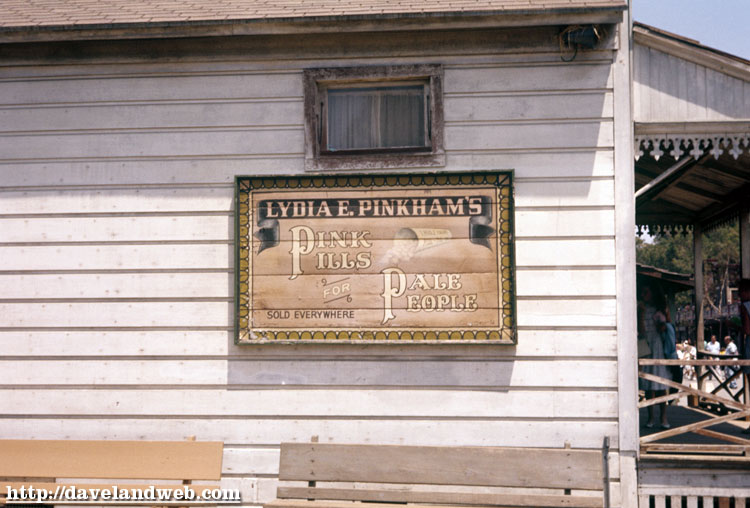 LYDIA E. PINKHAM'S
PINK
PILLS
FOR
PALE
PEOPLE
SOLD EVERYWHERE
http://davelandweb.com